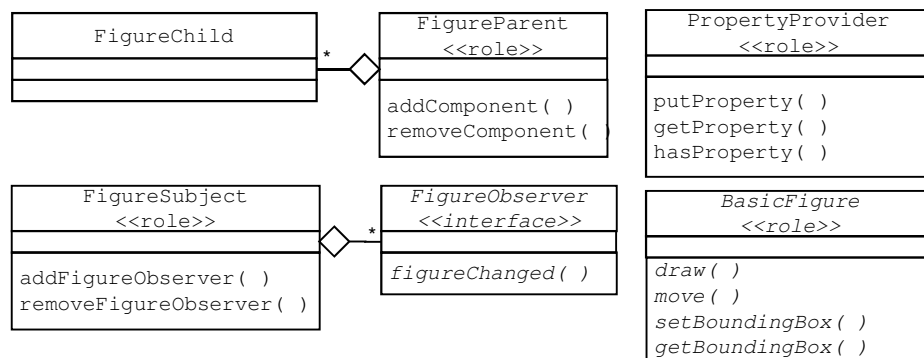 FigureChild
*
FigureParent
<<role>>
addComponent( )
removeComponent( )
PropertyProvider
<<role>>
putProperty( )
getProperty( )
hasProperty( )
FigureSubject
<<role>>
addFigureObserver( )
removeFigureObserver( )
*
FigureObserver
<<interface>>
figureChanged( )
BasicFigure
<<role>>
draw( )
move( )
setBoundingBox( )
getBoundingBox( )